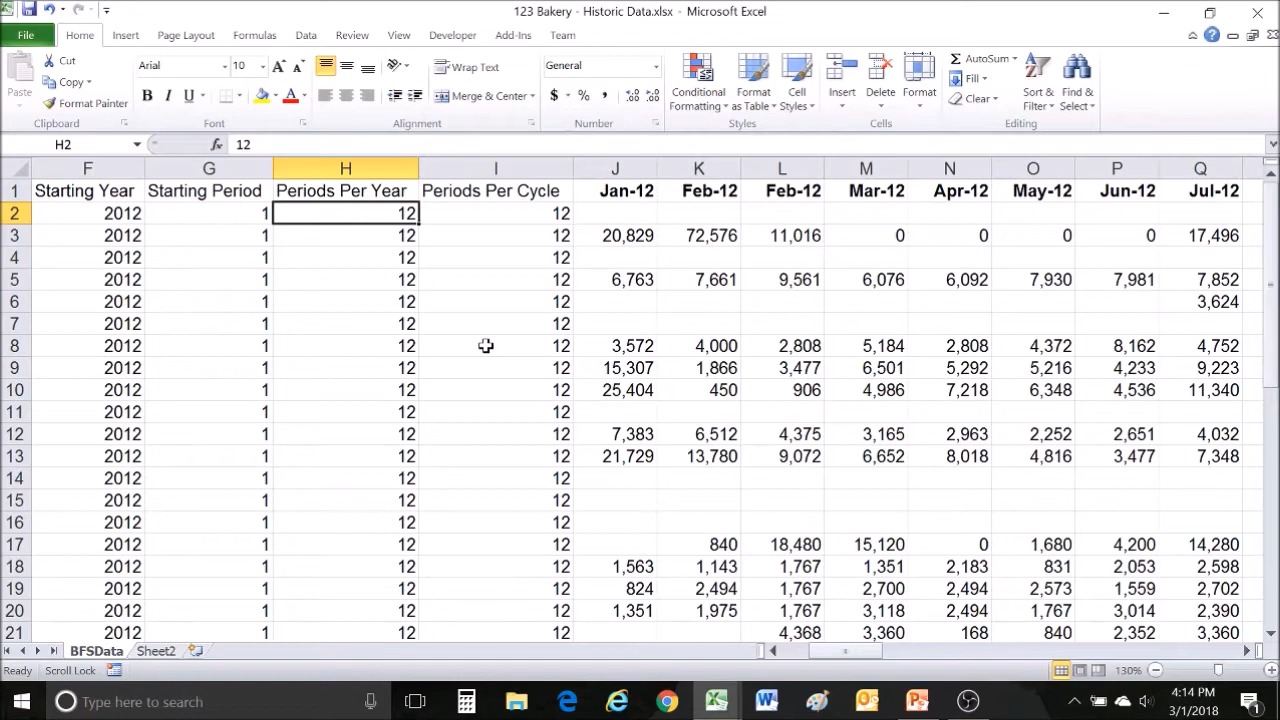 123 Bakery - Historic Data.xlsx - Microsoft Excel
File Home Insert Page Layout Formulas Data Review View Developer Add-Ins Team
Paste Cut Copy Format Painter Clipboard
Arial 10 B I U Font
Wrap Text Merge & Center Alignment
General $ % , Number
Conditional Formatting Format as Table Cell Styles Styles
Insert Delete Format Cells
Σ AutoSum Fill Clear Sort & Filter Find & Select Editing
H2 fx 12
F G H I J K L M N O P Q
1 Starting Year Starting Period Periods Per Year Periods Per Cycle Jan-12 Feb-12 Feb-12 Mar-12 Apr-12 May-12 Jun-12 Jul-12
2 2012 1 12 12
3 2012 1 12 12 20,829 72,576 11,016 0 0 0 0 17,496
4 2012 1 12 12
5 2012 1 12 12 6,763 7,661 9,561 6,076 6,092 7,930 7,981 7,852
6 2012 1 12 12 3,624
7 2012 1 12 12
8 2012 1 12 12 3,572 4,000 2,808 5,184 2,808 4,372 8,162 4,752
9 2012 1 12 12 15,307 1,866 3,477 6,501 5,292 5,216 4,233 9,223
10 2012 1 12 12 25,404 450 906 4,986 7,218 6,348 4,536 11,340
11 2012 1 12 12
12 2012 1 12 12 7,383 6,512 4,375 3,165 2,963 2,252 2,651 4,032
13 2012 1 12 12 21,729 13,780 9,072 6,652 8,018 4,816 3,477 7,348
14 2012 1 12 12
15 2012 1 12 12
16 2012 1 12 12
17 2012 1 12 12 840 18,480 15,120 0 1,680 4,200 14,280
18 2012 1 12 12 1,563 1,143 1,767 1,351 2,183 831 2,053 2,598
19 2012 1 12 12 824 2,494 1,767 2,700 2,494 2,573 1,559 2,702
20 2012 1 12 12 1,351 1,975 1,767 3,118 2,494 1,767 3,014 2,390
21 2012 1 12 12 4,368 3,360 168 840 2,352 3,360
BFSData Sheet2
Ready Scroll Lock 130%
Type here to search 4:14 PM
3/1/2018